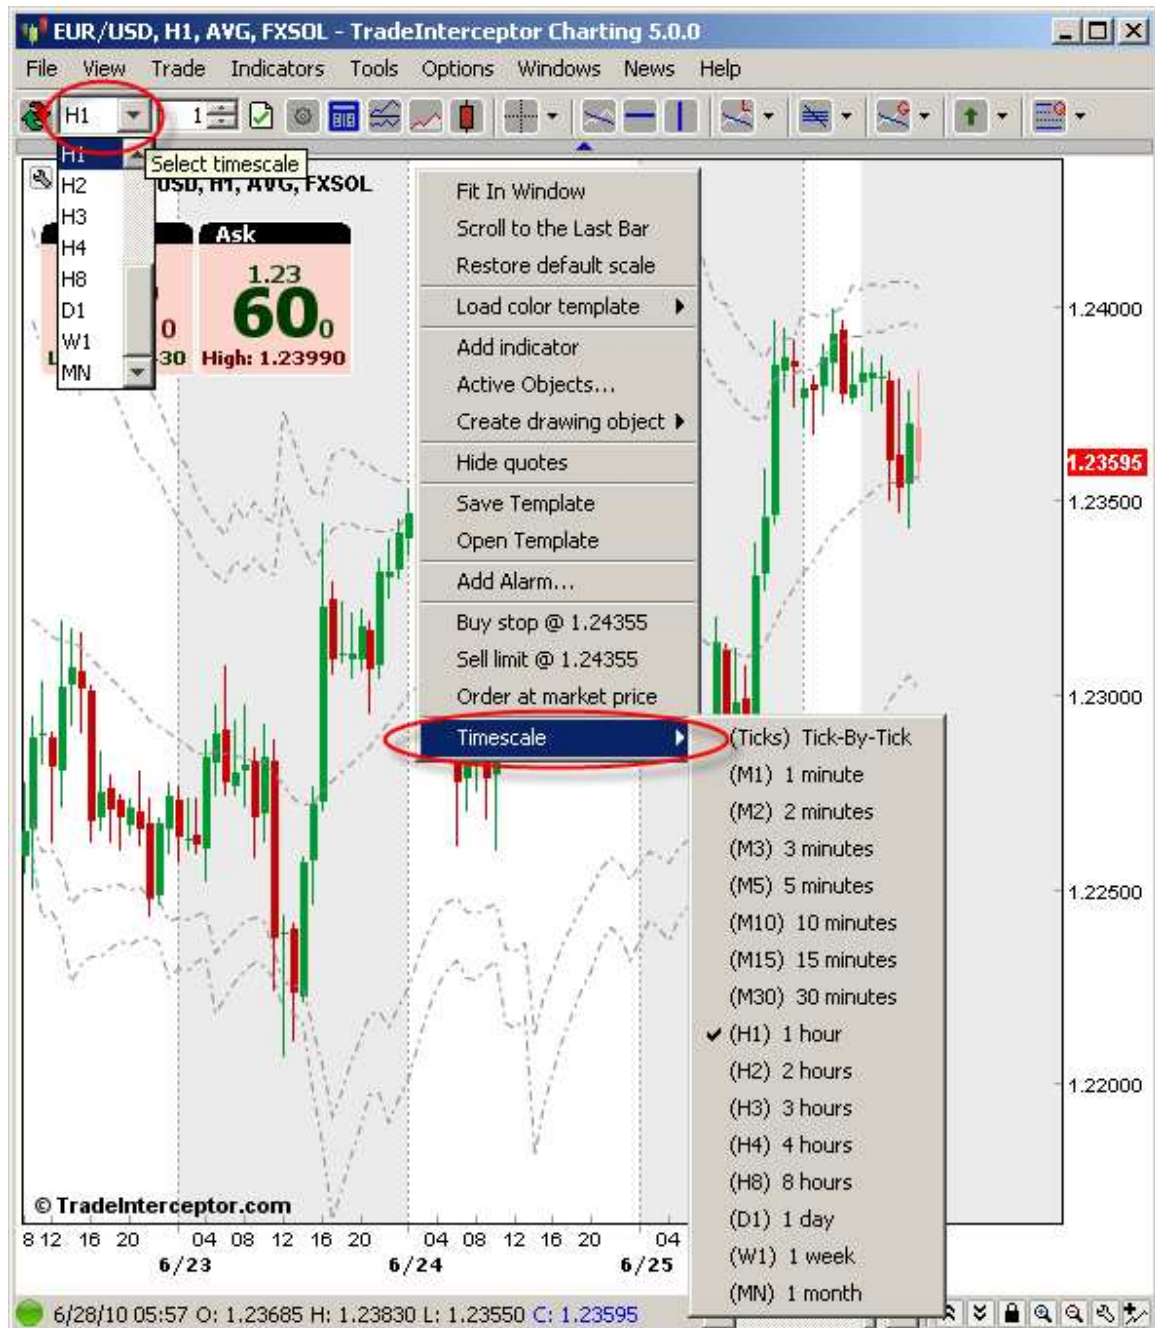 EUR/USD, H1, AVG, FXSOL - TradeInterceptor Charting 5.0.0
File View Trade Indicators Tools Options Windows News Help
H1 1
Select timescale
H1
H2
H3
H4
H8
D1
W1
MN
USD, H1, AVG, FXSOL
Ask
1.23
60 0
High: 1.23990
0
30
Fit In Window
Scroll to the Last Bar
Restore default scale
Load color template
Add indicator
Active Objects...
Create drawing object
Hide quotes
Save Template
Open Template
Add Alarm...
Buy stop @ 1.24355
Sell limit @ 1.24355
Order at market price
Timescale
(Ticks) Tick-By-Tick
(M1) 1 minute
(M2) 2 minutes
(M3) 3 minutes
(M5) 5 minutes
(M10) 10 minutes
(M15) 15 minutes
(M30) 30 minutes
(H1) 1 hour
(H2) 2 hours
(H3) 3 hours
(H4) 4 hours
(H8) 8 hours
(D1) 1 day
(W1) 1 week
(MN) 1 month
1.24000
1.23595
1.23500
1.23000
1.22500
1.22000
© TradeInterceptor.com
8 12 16 20 04 08 12 16 20 04 08 12 16 20 04
6/23 6/24 6/25
6/28/10 05:57 O: 1.23685 H: 1.23830 L: 1.23550 C: 1.23595